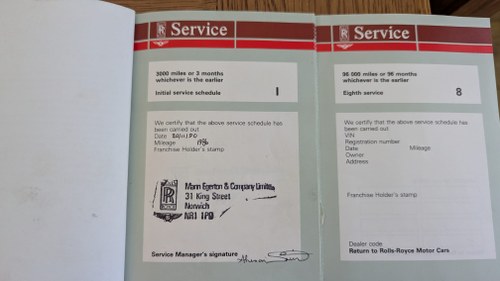 RR
Service
3000 miles or 3 months
whichever is the earlier
Initial service schedule 1
We certify that the above service schedule has
been carried out
Date
Mileage
Franchise Holder's stamp
RR
Mann Egerton & Company Limited
31 King Street
Norwich
NR1 1PD
Service Manager's signature
RR
Service
96 000 miles or 96 months
whichever is the earlier
Eighth service 8
We certify that the above service schedule has
been carried out
VIN
Registration number
Date Mileage
Owner
Address
Franchise Holder's stamp
Dealer code
Return to Rolls-Royce Motor Cars